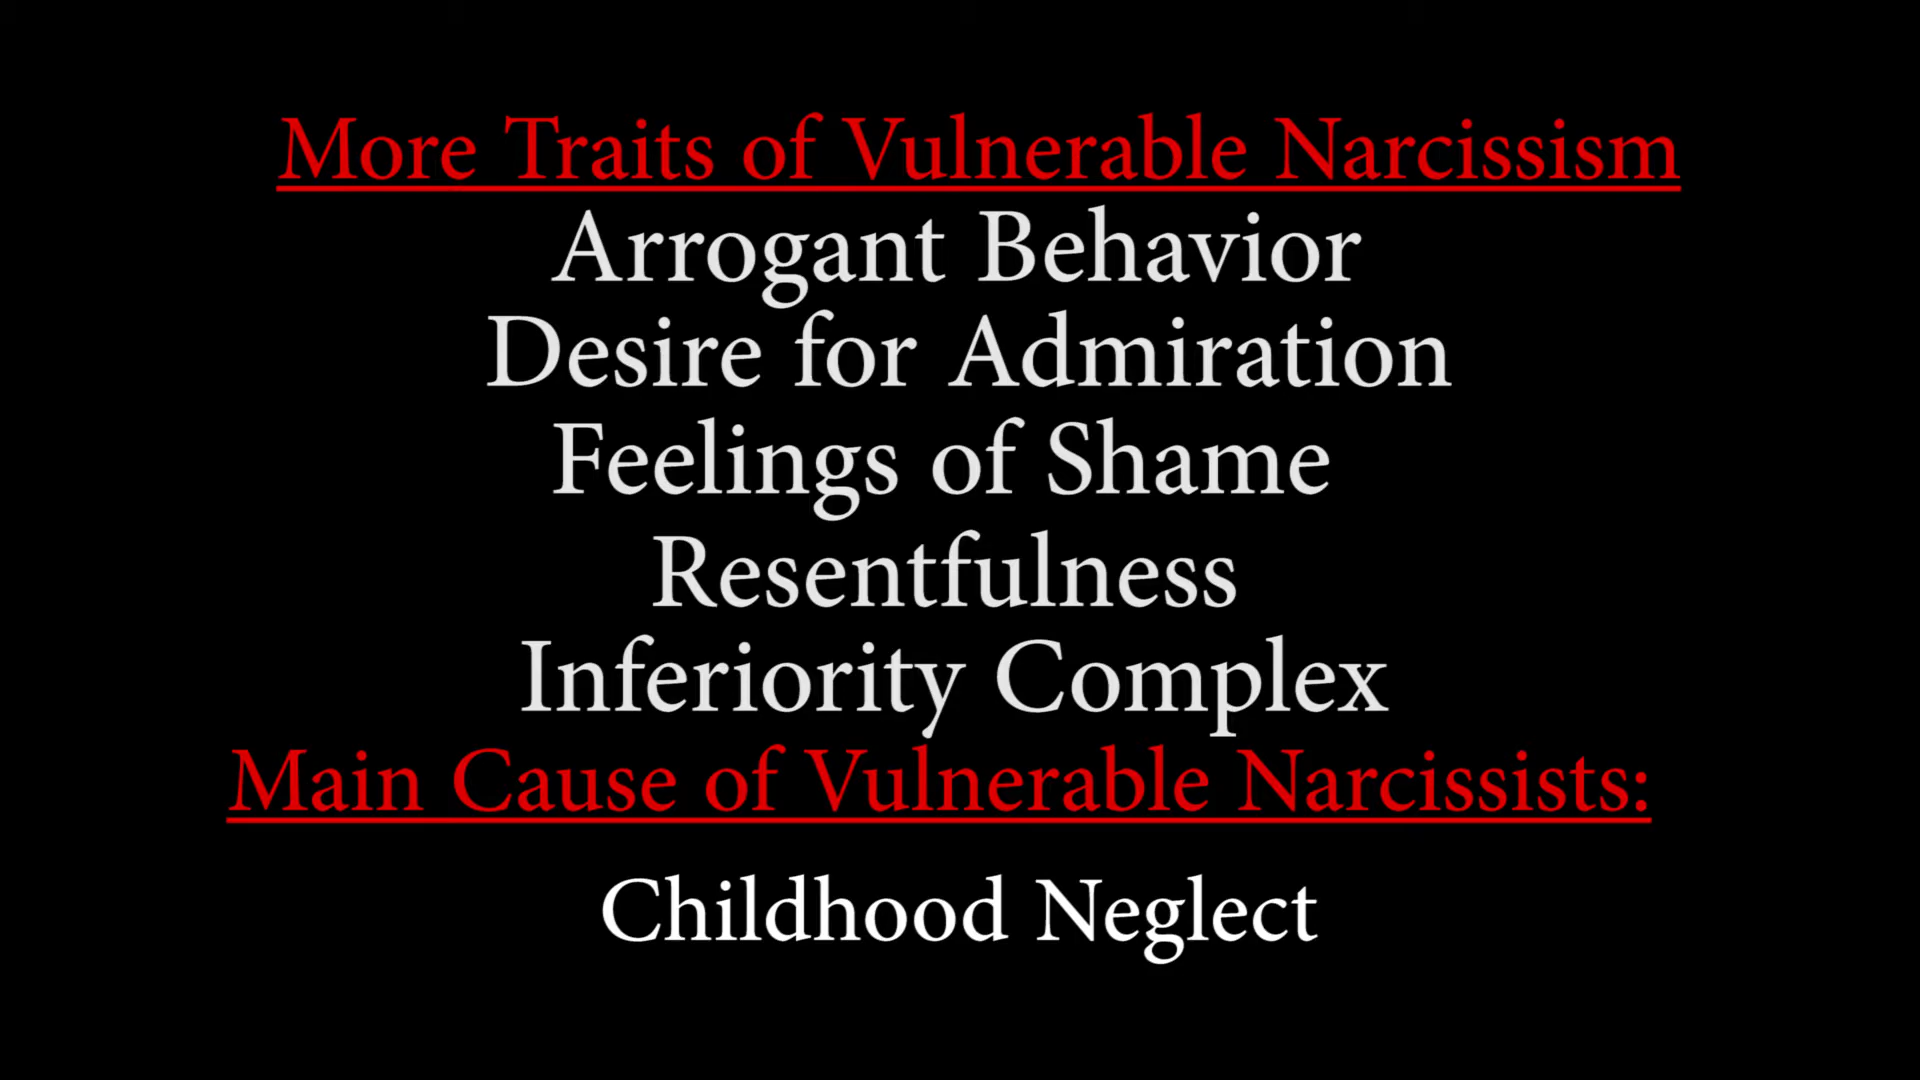 More Traits of Vulnerable Narcissism
Arrogant Behavior
Desire for Admiration
Feelings of Shame
Resentfulness
Inferiority Complex
Main Cause of Vulnerable Narcissists:
Childhood Neglect